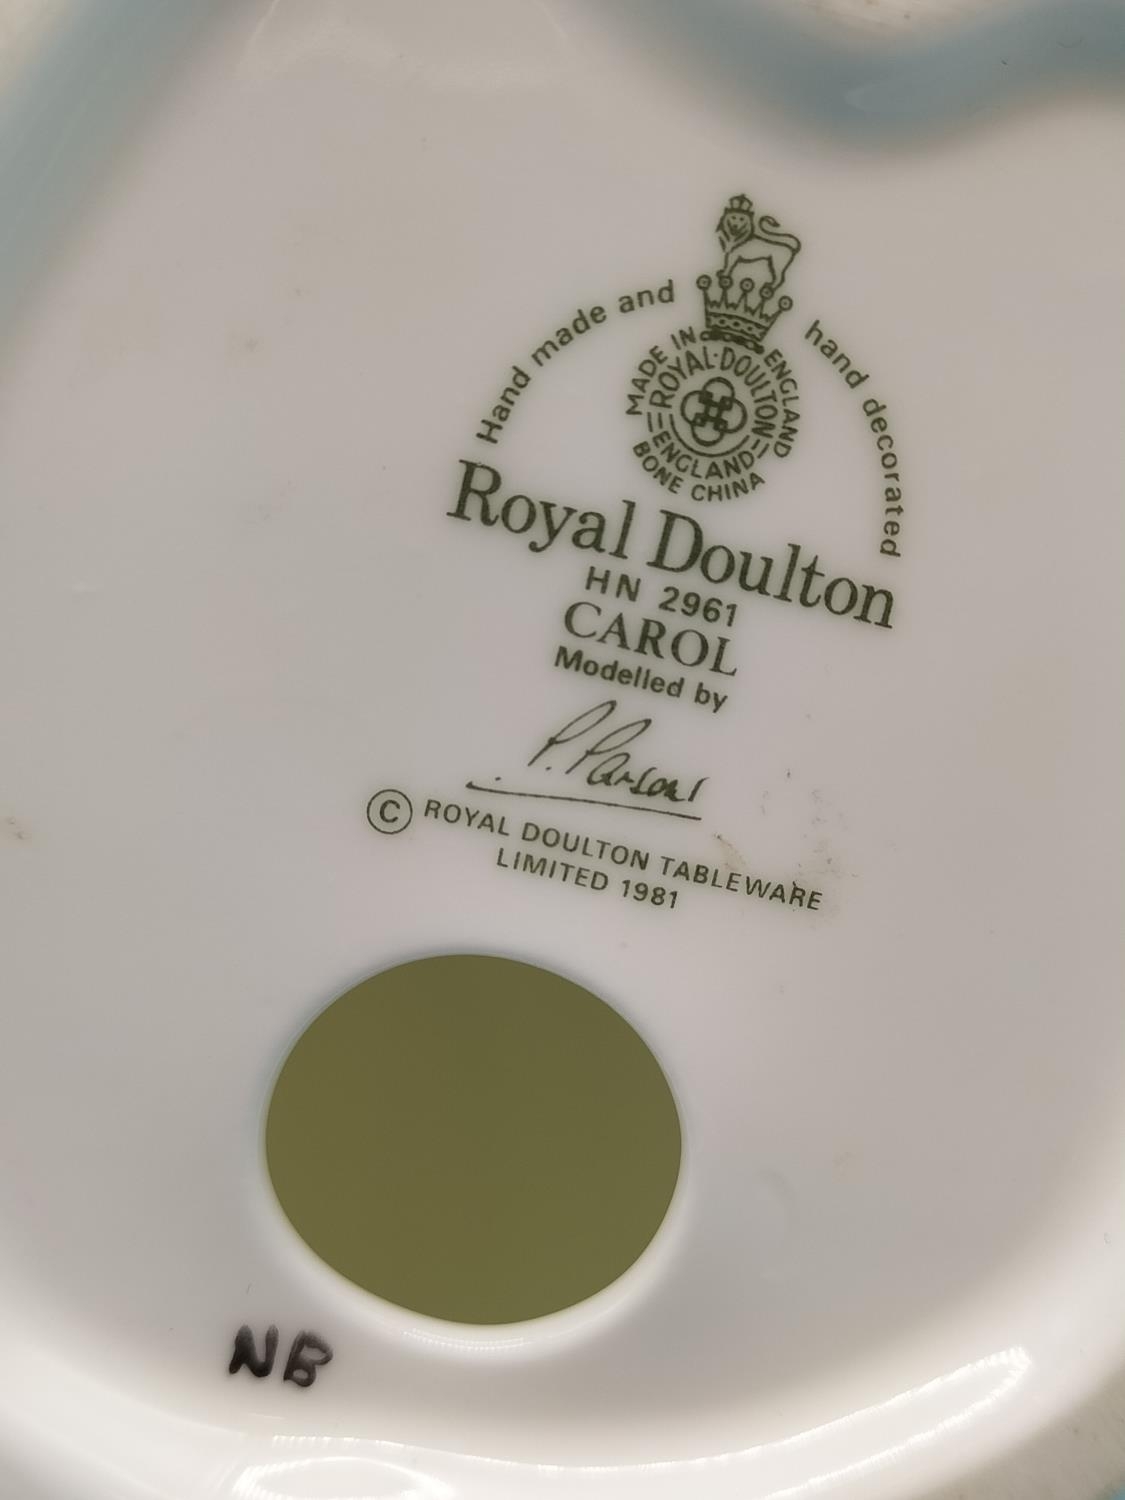 Hand made and hand decorated
MADE IN ENGLAND
ROYAL·DOULTON
ENGLAND
BONE CHINA
Royal Doulton
HN 2961
CAROL
Modelled by
P. Parsons
© ROYAL DOULTON TABLEWARE
LIMITED 1981
NB